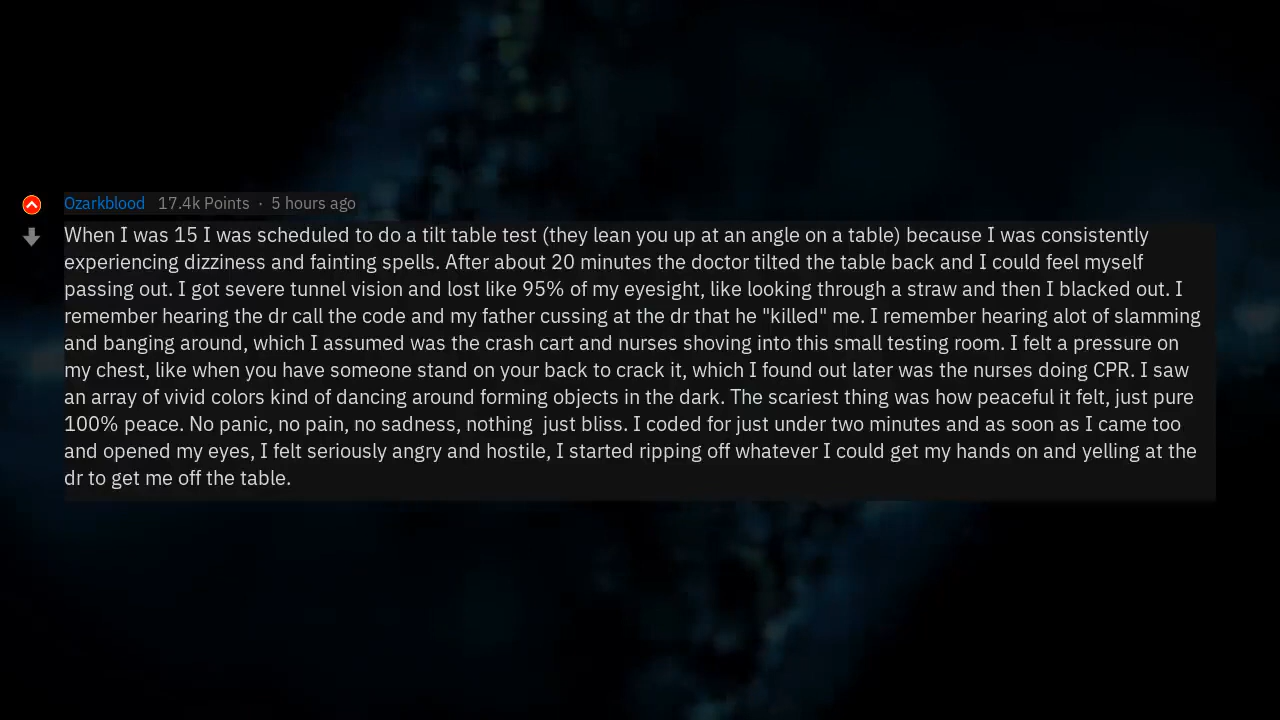 Ozarkblood 17.4k Points · 5 hours ago
When I was 15 I was scheduled to do a tilt table test (they lean you up at an angle on a table) because I was consistently
experiencing dizziness and fainting spells. After about 20 minutes the doctor tilted the table back and I could feel myself
passing out. I got severe tunnel vision and lost like 95% of my eyesight, like looking through a straw and then I blacked out. I
remember hearing the dr call the code and my father cussing at the dr that he "killed" me. I remember hearing alot of slamming
and banging around, which I assumed was the crash cart and nurses shoving into this small testing room. I felt a pressure on
my chest, like when you have someone stand on your back to crack it, which I found out later was the nurses doing CPR. I saw
an array of vivid colors kind of dancing around forming objects in the dark. The scariest thing was how peaceful it felt, just pure
100% peace. No panic, no pain, no sadness, nothing  just bliss. I coded for just under two minutes and as soon as I came too
and opened my eyes, I felt seriously angry and hostile, I started ripping off whatever I could get my hands on and yelling at the
dr to get me off the table.